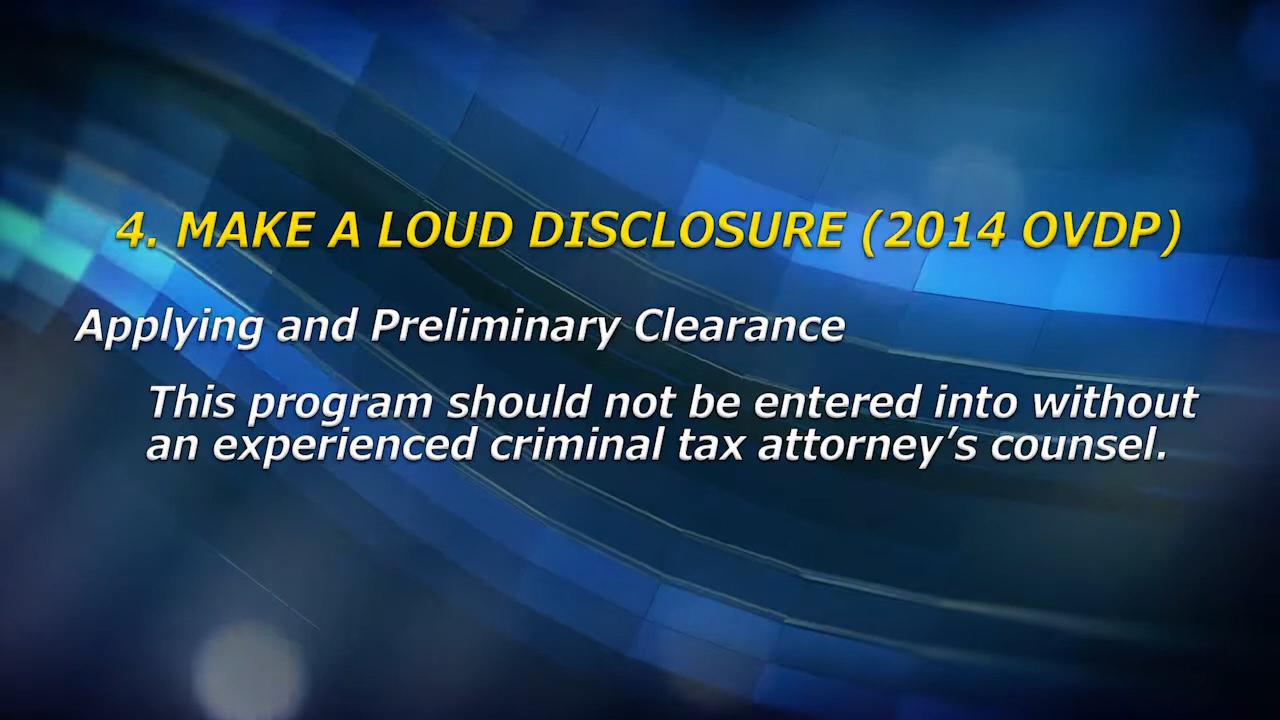 4. MAKE A LOUD DISCLOSURE (2014 OVDP)
Applying and Preliminary Clearance
This program should not be entered into without
an experienced criminal tax attorney’s counsel.